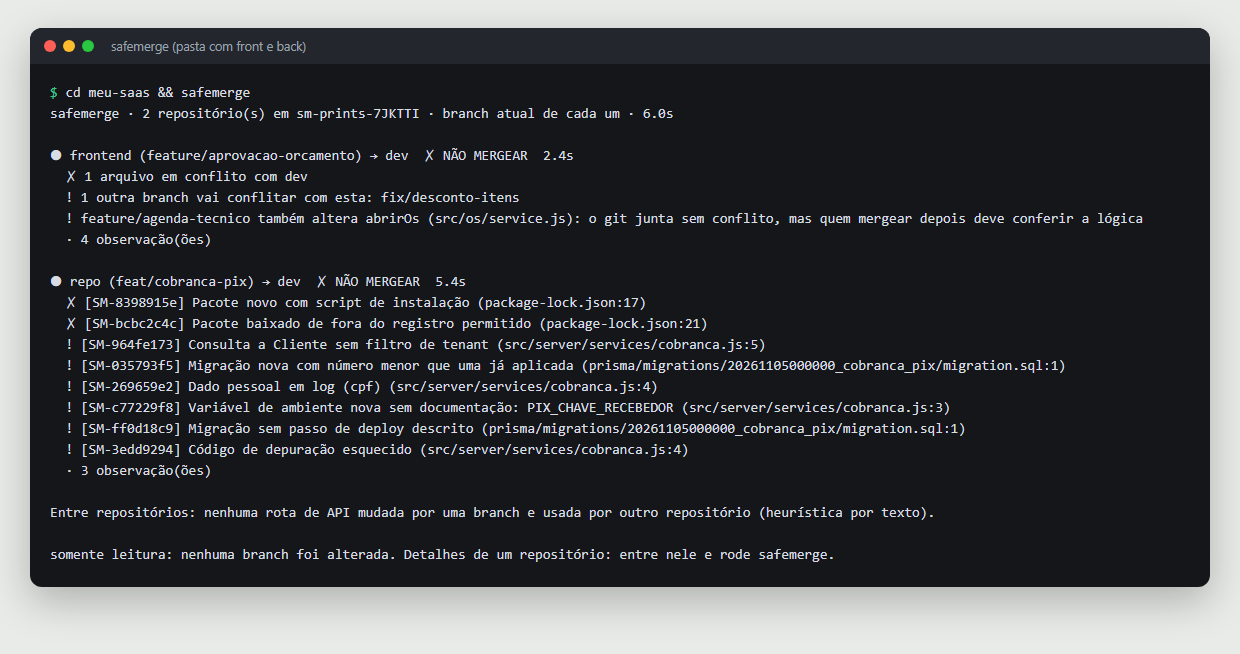 safemerge (pasta com front e back)
$ cd meu-saas && safemerge
safemerge · 2 repositório(s) em sm-prints-7JKTTI · branch atual de cada um · 6.0s
● frontend (feature/aprovacao-orcamento) → dev  ✗ NÃO MERGEAR  2.4s
✗ 1 arquivo em conflito com dev
! 1 outra branch vai conflitar com esta: fix/desconto-itens
! feature/agenda-tecnico também altera abrirOs (src/os/service.js): o git junta sem conflito, mas quem mergear depois deve conferir a lógica
· 4 observação(ões)
● repo (feat/cobranca-pix) → dev  ✗ NÃO MERGEAR  5.4s
✗ [SM-8398915e] Pacote novo com script de instalação (package-lock.json:17)
✗ [SM-bcbc2c4c] Pacote baixado de fora do registro permitido (package-lock.json:21)
! [SM-964fe173] Consulta a Cliente sem filtro de tenant (src/server/services/cobranca.js:5)
! [SM-035793f5] Migração nova com número menor que uma já aplicada (prisma/migrations/20261105000000_cobranca_pix/migration.sql:1)
! [SM-269659e2] Dado pessoal em log (cpf) (src/server/services/cobranca.js:4)
! [SM-c77229f8] Variável de ambiente nova sem documentação: PIX_CHAVE_RECEBEDOR (src/server/services/cobranca.js:3)
! [SM-ff0d18c9] Migração sem passo de deploy descrito (prisma/migrations/20261105000000_cobranca_pix/migration.sql:1)
! [SM-3edd9294] Código de depuração esquecido (src/server/services/cobranca.js:4)
· 3 observação(ões)
Entre repositórios: nenhuma rota de API mudada por uma branch e usada por outro repositório (heurística por texto).
somente leitura: nenhuma branch foi alterada. Detalhes de um repositório: entre nele e rode safemerge.